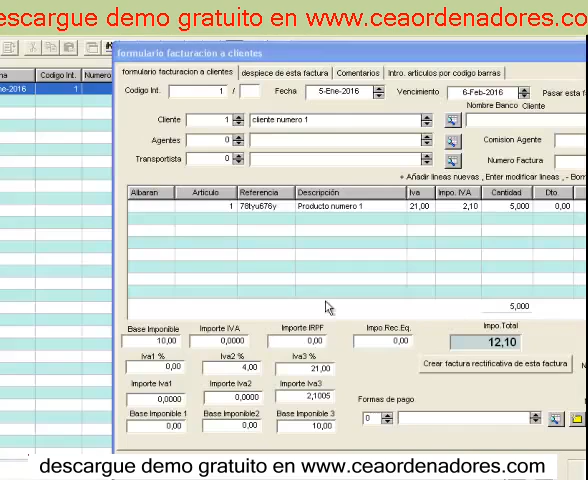 escargue demo gratuito en www.ceaordenadores.co
formulario facturacion a clientes
na Codigo Int. Numero
ne-2016 1
formulario facturacion a clientes despiece de esta factura Comentarios Intro. articulos por codigo barras
Codigo Int. 1 / Fecha 5-Ene-2016 Vencimiento 6-Feb-2016 Pasar esta f
Nombre Banco Cliente
Cliente 1 cliente numero 1
Agentes 0 Comision Agente
Transportista 0 Numero Factura
+ Añadir lineas nuevas , Enter modificar lineas , - Borr
Albaran Articulo Referencia Descripción Iva Impo. IVA Cantidad Dto.
1 78tyu676y Producto numero 1 21,00 2,10 5,000 0,00
5,000
Base Imponible Importe IVA Importe IRPF Impo.Rec.Eq. Impo.Total
10,00 0,0000 0,00 0,00 12,10
Iva1 % Iva2 % Iva3 %
0,00 4,00 21,00 Crear factura rectificativa de esta factura
Importe Iva1 Importe Iva2 Importe Iva3
0,0000 0,0000 2,1005 Formas de pago
Base Imponible 1 Base Imponible2 Base Imponible 3 0
0,00 0,00 10,00
descargue demo gratuito en www.ceaordenadores.com